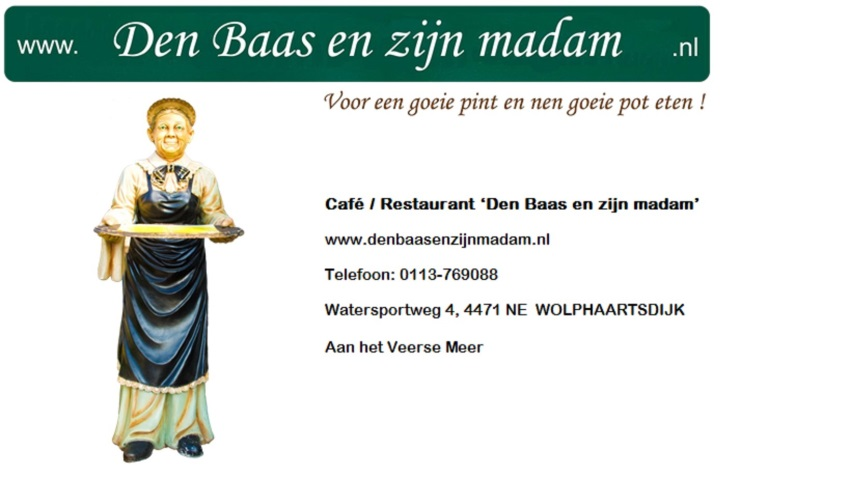 www. Den Baas en zijn madam .nl
Voor een goeie pint en nen goeie pot eten !
Café / Restaurant ‘Den Baas en zijn madam’
www.denbaasenzijnmadam.nl
Telefoon: 0113-769088
Watersportweg 4, 4471 NE WOLPHAARTSDIJK
Aan het Veerse Meer